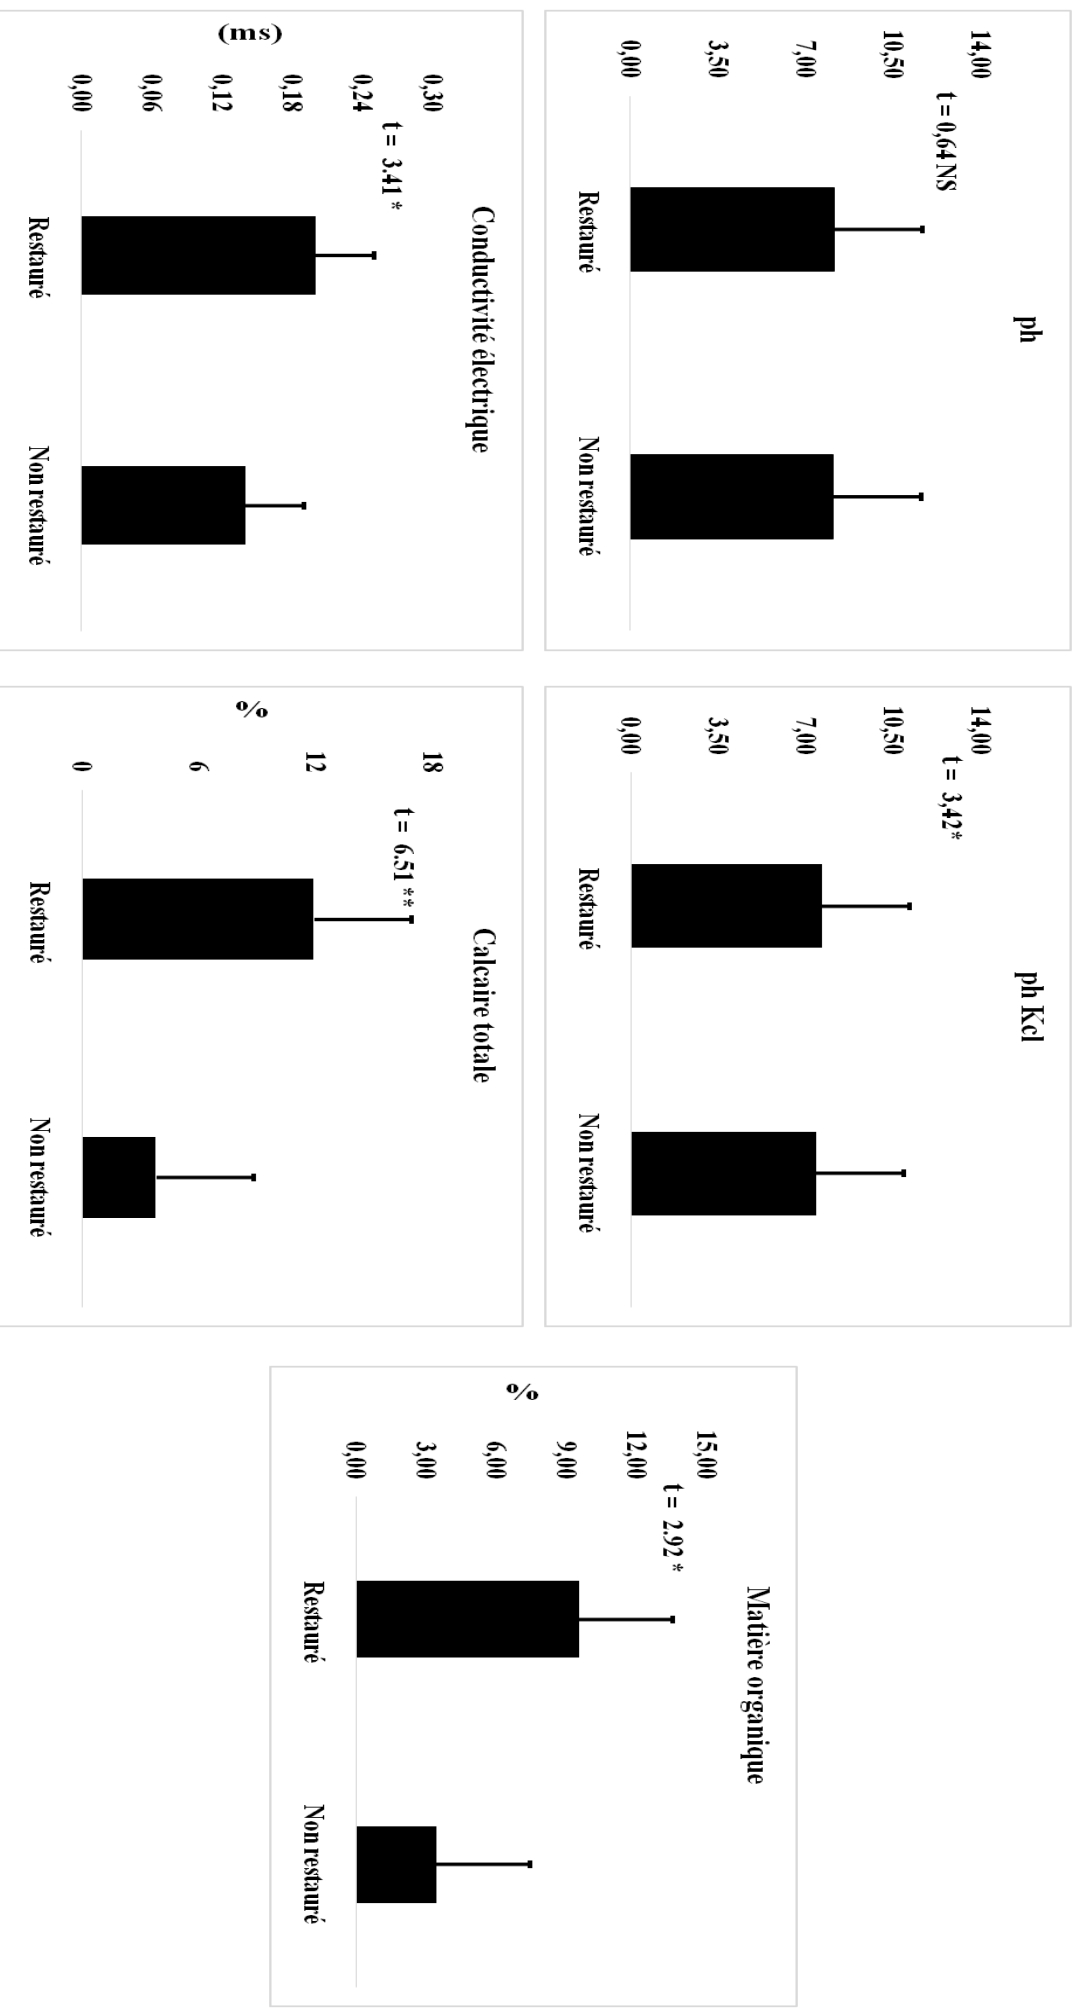 ph
14,00
10,50
7,00
3,50
0,00
t = 0,64 NS
Restauré
Non restauré
ph Kcl
14,00
10,50
7,00
3,50
0,00
t = 3,42*
Restauré
Non restauré
Conductivité électrique
(ms)
0,30
0,24
0,18
0,12
0,06
0,00
t = 3.41 *
Restauré
Non restauré
Calcaire totale
%
18
12
6
0
t = 6.51 **
Restauré
Non restauré
Matière organique
%
15,00
12,00
9,00
6,00
3,00
0,00
t = 2.92 *
Restauré
Non restauré